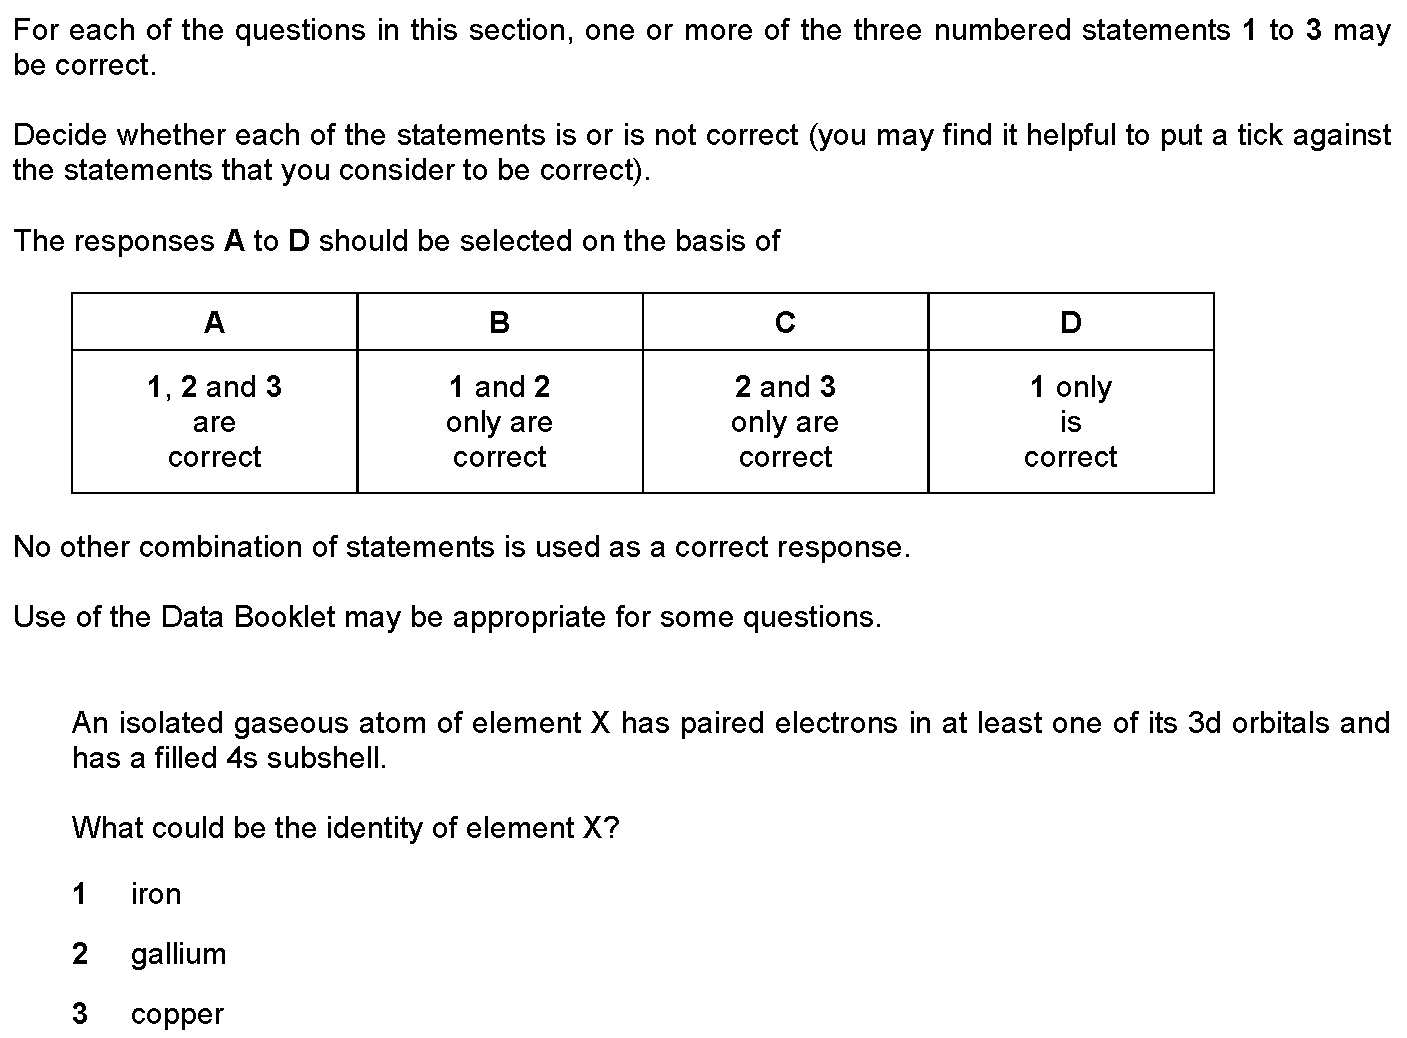 For each of the questions in this section, one or more of the three numbered statements 1 to 3 may
be correct.
Decide whether each of the statements is or is not correct (you may find it helpful to put a tick against
the statements that you consider to be correct).
The responses A to D should be selected on the basis of
A B C D
1, 2 and 3 1 and 2 2 and 3 1 only
are only are only are is
correct correct correct correct
No other combination of statements is used as a correct response.
Use of the Data Booklet may be appropriate for some questions.
An isolated gaseous atom of element X has paired electrons in at least one of its 3d orbitals and
has a filled 4s subshell.
What could be the identity of element X?
1 iron
2 gallium
3 copper